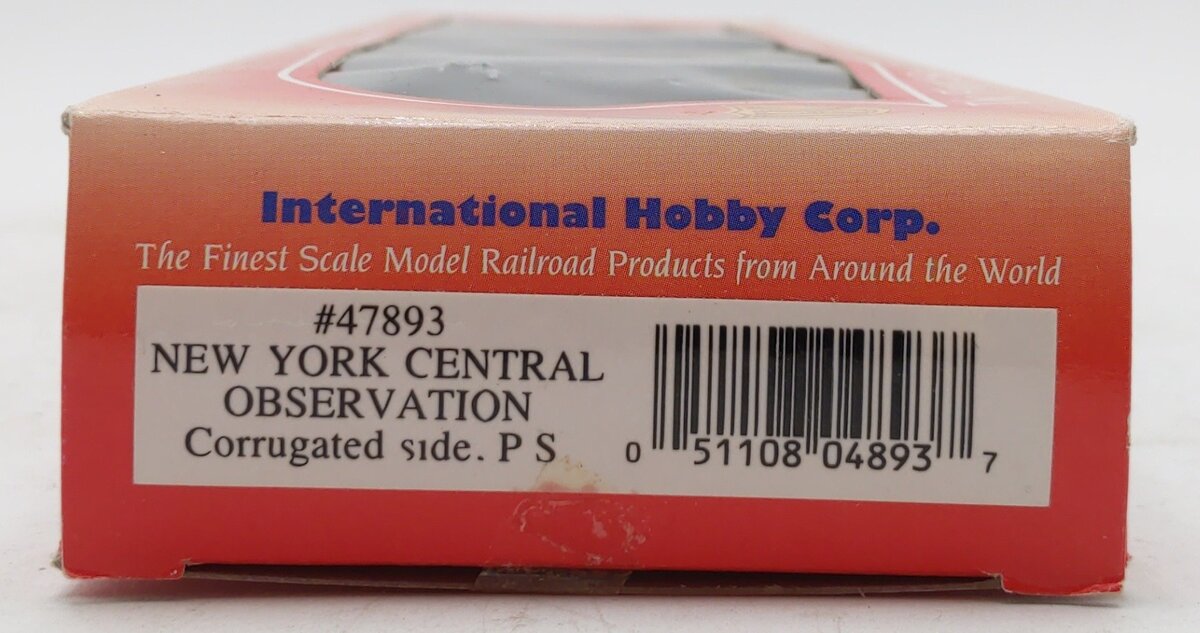 International Hobby Corp.
The Finest Scale Model Railroad Products from Around the World
#47893
NEW YORK CENTRAL
OBSERVATION
Corrugated side. P S
0 51108 04893 7